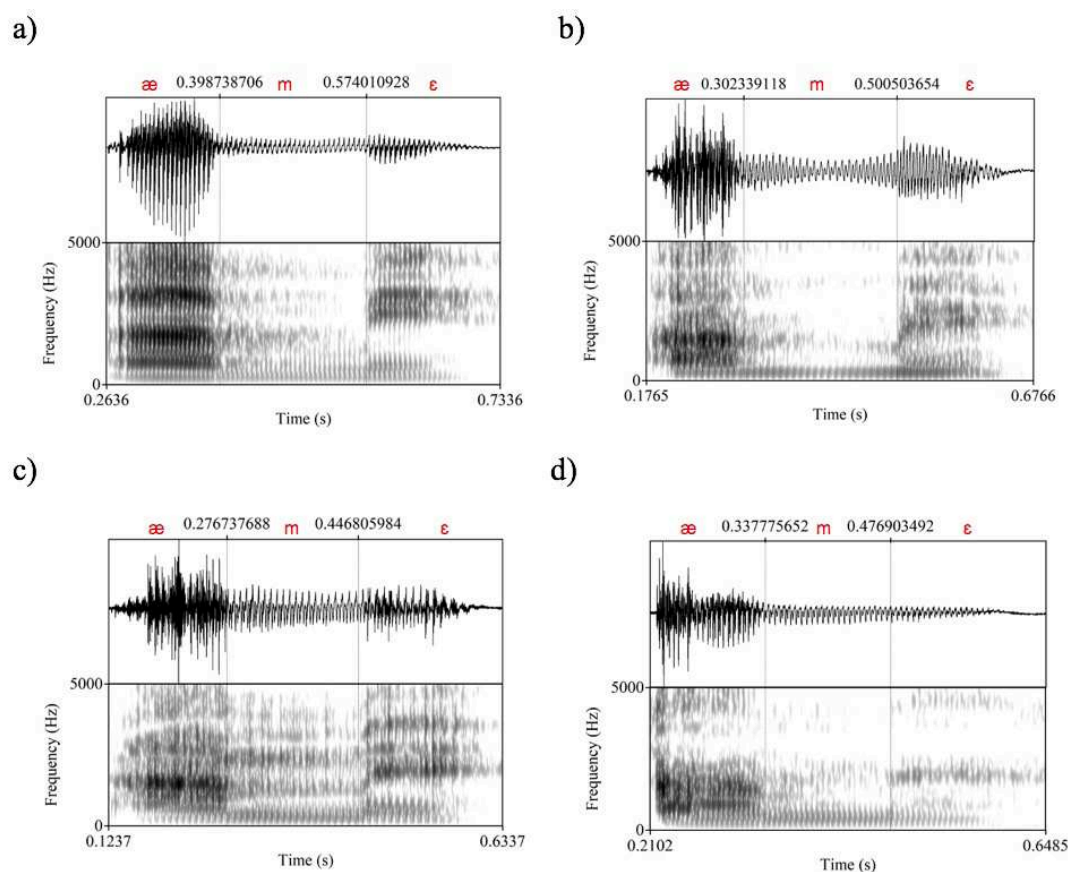 a)
æ 0.398738706 m 0.574010928 ε
5000
Frequency (Hz)
0
0.2636 0.7336
Time (s)
b)
æ 0.302339118 m 0.500503654 ε
5000
Frequency (Hz)
0
0.1765 0.6766
Time (s)
c)
æ 0.276737688 m 0.446805984 ε
5000
Frequency (Hz)
0
0.1237 0.6337
Time (s)
d)
æ 0.337775652 m 0.476903492 ε
5000
Frequency (Hz)
0
0.2102 0.6485
Time (s)